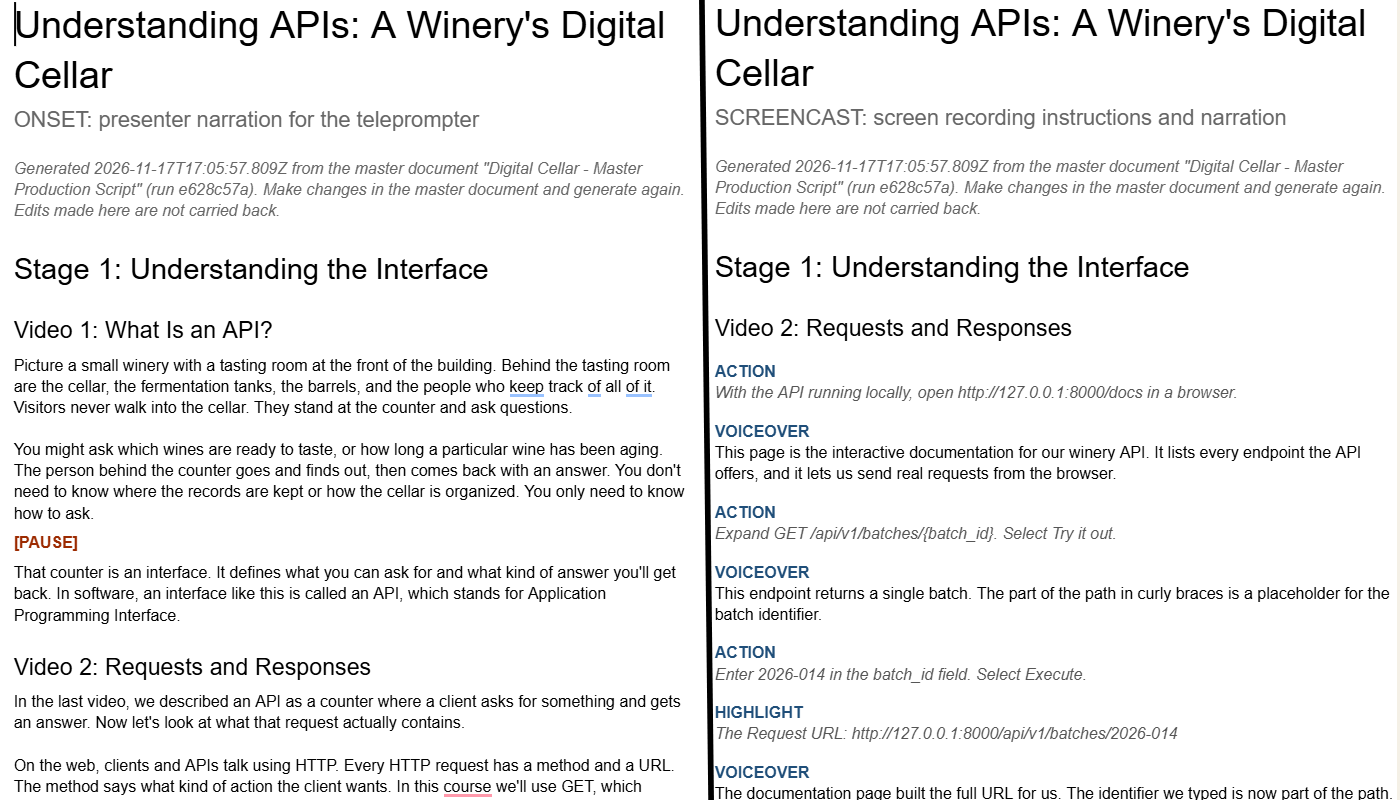 Understanding APIs: A Winery's Digital
Cellar
ONSET: presenter narration for the teleprompter
Generated 2026-11-17T17:05:57.809Z from the master document "Digital Cellar - Master
Production Script" (run e628c57a). Make changes in the master document and generate again.
Edits made here are not carried back.
Stage 1: Understanding the Interface
Video 1: What Is an API?
Picture a small winery with a tasting room at the front of the building. Behind the tasting room
are the cellar, the fermentation tanks, the barrels, and the people who keep track of all of it.
Visitors never walk into the cellar. They stand at the counter and ask questions.
You might ask which wines are ready to taste, or how long a particular wine has been aging.
The person behind the counter goes and finds out, then comes back with an answer. You don't
need to know where the records are kept or how the cellar is organized. You only need to know
how to ask.
[PAUSE]
That counter is an interface. It defines what you can ask for and what kind of answer you'll get
back. In software, an interface like this is called an API, which stands for Application
Programming Interface.
Video 2: Requests and Responses
In the last video, we described an API as a counter where a client asks for something and gets
an answer. Now let's look at what that request actually contains.
On the web, clients and APIs talk using HTTP. Every HTTP request has a method and a URL.
The method says what kind of action the client wants. In this course we'll use GET, which
Understanding APIs: A Winery's Digital
Cellar
SCREENCAST: screen recording instructions and narration
Generated 2026-11-17T17:05:57.809Z from the master document "Digital Cellar - Master
Production Script" (run e628c57a). Make changes in the master document and generate again.
Edits made here are not carried back.
Stage 1: Understanding the Interface
Video 2: Requests and Responses
ACTION
With the API running locally, open http://127.0.0.1:8000/docs in a browser.
VOICEOVER
This page is the interactive documentation for our winery API. It lists every endpoint the API
offers, and it lets us send real requests from the browser.
ACTION
Expand GET /api/v1/batches/{batch_id}. Select Try it out.
VOICEOVER
This endpoint returns a single batch. The part of the path in curly braces is a placeholder for the
batch identifier.
ACTION
Enter 2026-014 in the batch_id field. Select Execute.
HIGHLIGHT
The Request URL: http://127.0.0.1:8000/api/v1/batches/2026-014
VOICEOVER
The documentation page built the full URL for us. The identifier we typed is now part of the path.